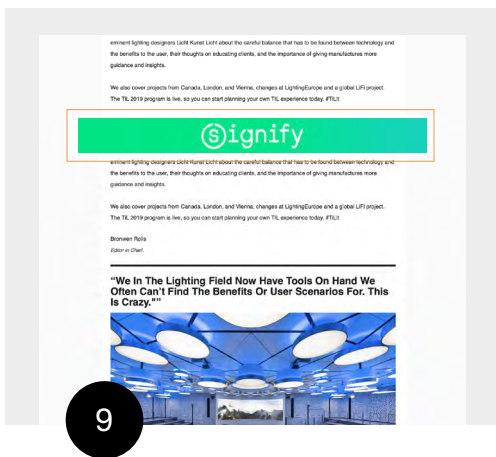 eminent lighting designers Licht Kunst Licht about the careful balance that has to be found between technology and
the benefits to the user, their thoughts on educating clients, and the importance of giving manufactures more
guidance and insights.
We also cover projects from Canada, London, and Vienna, changes at LightingEurope and a global LiFi project.
The TiL 2019 program is live, so you can start planning your own TiL experience today. #TiLit
signify
eminent lighting designers Licht Kunst Licht about the careful balance that has to be found between technology and
the benefits to the user, their thoughts on educating clients, and the importance of giving manufactures more
guidance and insights.
We also cover projects from Canada, London, and Vienna, changes at LightingEurope and a global LiFi project.
The TiL 2019 program is live, so you can start planning your own TiL experience today. #TiLit
Bronwen Rolls
Editor in Chief.
“We In The Lighting Field Now Have Tools On Hand We
Often Can’t Find The Benefits Or User Scenarios For. This
Is Crazy.””
9